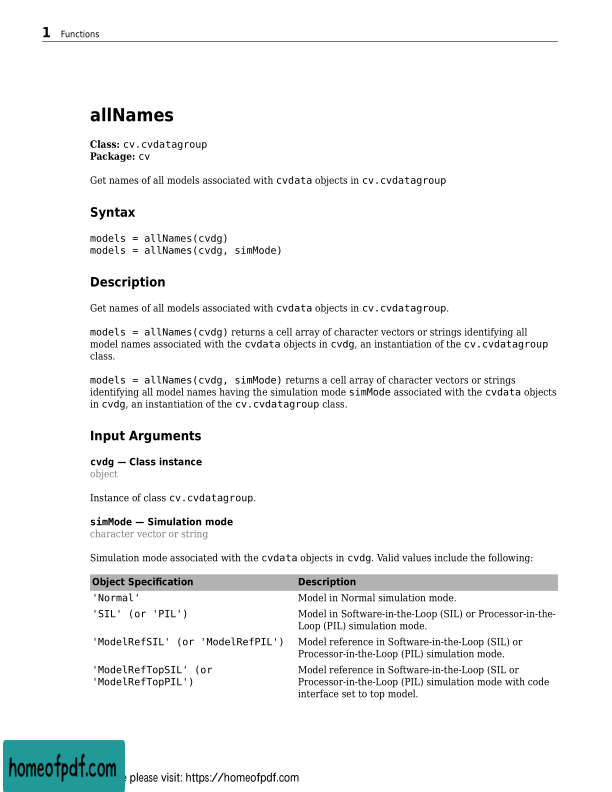 1 Functions
allNames
Class: cv.cvdatagroup
Package: cv
Get names of all models associated with cvdata objects in cv.cvdatagroup
Syntax
models = allNames(cvdg)
models = allNames(cvdg, simMode)
Description
Get names of all models associated with cvdata objects in cv.cvdatagroup.
models = allNames(cvdg) returns a cell array of character vectors or strings identifying all
model names associated with the cvdata objects in cvdg, an instantiation of the cv.cvdatagroup
class.
models = allNames(cvdg, simMode) returns a cell array of character vectors or strings
identifying all model names having the simulation mode simMode associated with the cvdata objects
in cvdg, an instantiation of the cv.cvdatagroup class.
Input Arguments
cvdg — Class instance
object
Instance of class cv.cvdatagroup.
simMode — Simulation mode
character vector or string
Simulation mode associated with the cvdata objects in cvdg. Valid values include the following:
Object Specification Description
'Normal' Model in Normal simulation mode.
'SIL' (or 'PIL') Model in Software-in-the-Loop (SIL) or Processor-in-the-
Loop (PIL) simulation mode.
'ModelRefSIL' (or 'ModelRefPIL') Model reference in Software-in-the-Loop (SIL) or
Processor-in-the-Loop (PIL) simulation mode.
'ModelRefTopSIL' (or Model reference in Software-in-the-Loop (SIL or
'ModelRefTopPIL') Processor-in-the-Loop (PIL) simulation mode with code
interface set to top model.
homeofpdf.com
please visit: https://homeofpdf.com